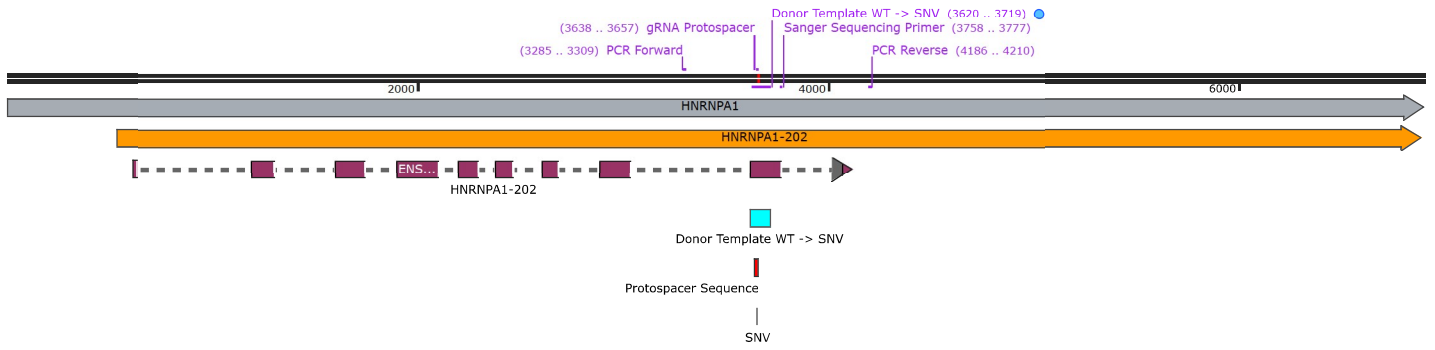 Donor Template WT -> SNV (3620 .. 3719)
(3638 .. 3657) gRNA Protospacer
Sanger Sequencing Primer (3758 .. 3777)
(3285 .. 3309) PCR Forward
PCR Reverse (4186 .. 4210)
2000
4000
6000
HNRNPA1
HNRNPA1-202
ENS...
HNRNPA1-202
Donor Template WT -> SNV
Protospacer Sequence
SNV